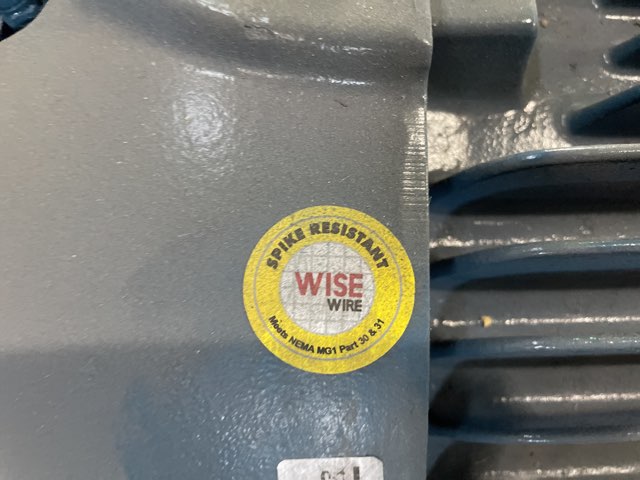 SPIKE RESISTANT
WISE
WIRE
Meets NEMA MG1 Part 30 & 31